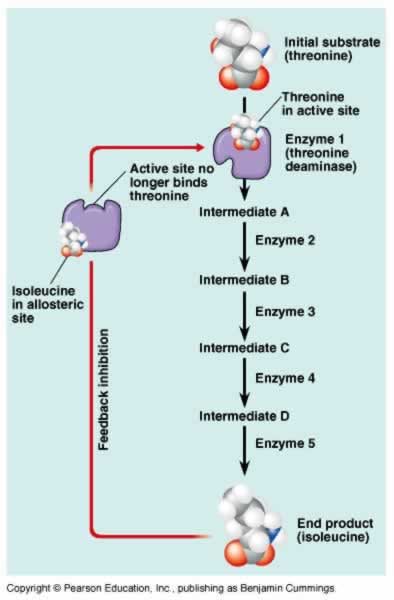 Initial substrate
(threonine)
Threonine
in active site
Enzyme 1
(threonine
deaminase)
Active site no
longer binds
threonine
Intermediate A
Enzyme 2
Isoleucine
in allosteric
site
Intermediate B
Enzyme 3
Intermediate C
Feedback inhibition
Enzyme 4
Intermediate D
Enzyme 5
End product
(isoleucine)
Copyright © Pearson Education, Inc., publishing as Benjamin Cummings.